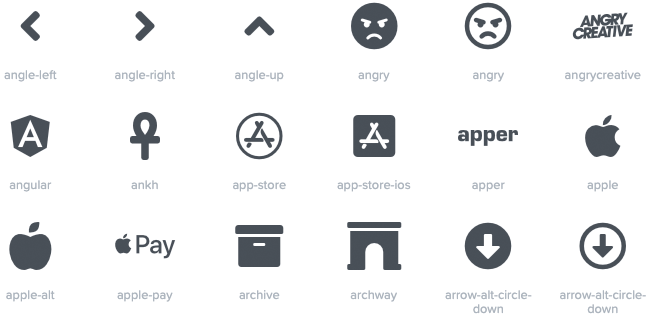 ANGRY
CREATIVE
angle-left
angle-right
angle-up
angry
angry
angrycreative
A
apper
angular
ankh
app-store
app-store-ios
apper
apple
Pay
apple-alt
apple-pay
archive
archway
arrow-alt-circle-
down
arrow-alt-circle-
down